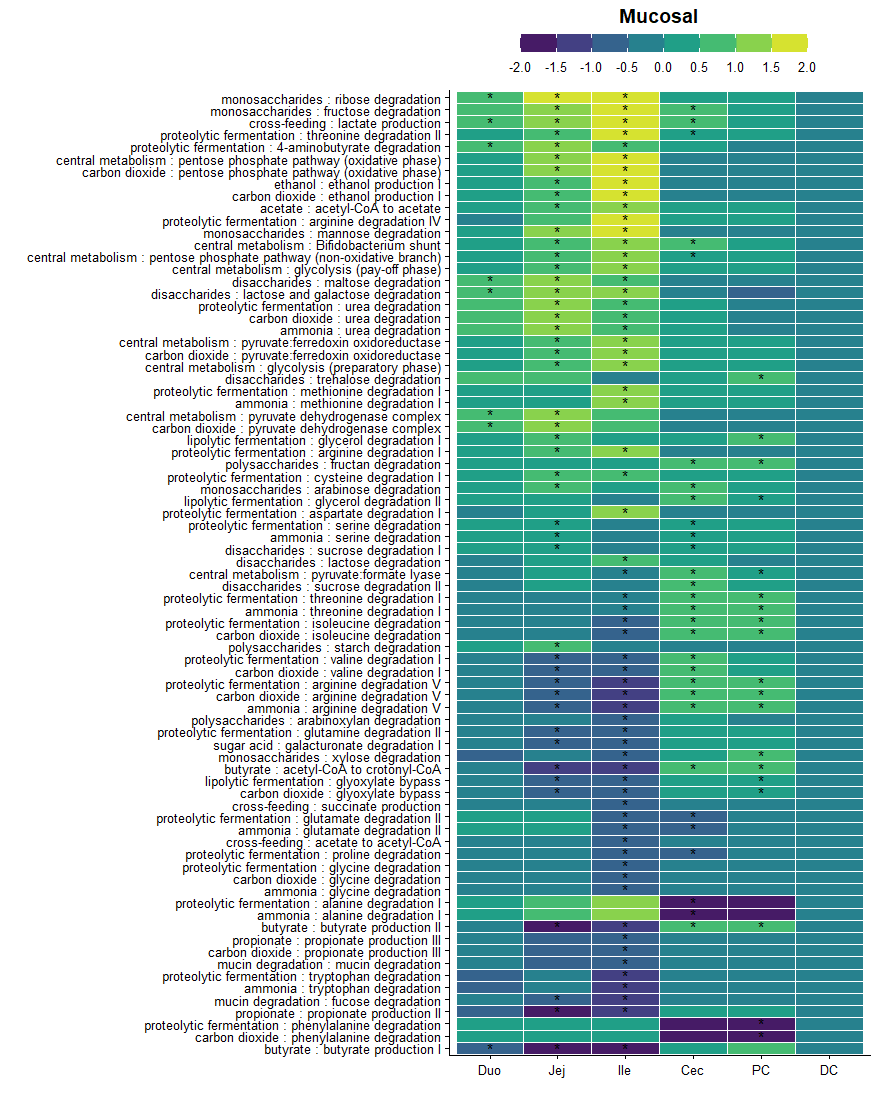 Mucosal
-2.0 -1.5 -1.0 -0.5 0.0 0.5 1.0 1.5 2.0
monosaccharides : ribose degradation
monosaccharides : fructose degradation
cross-feeding : lactate production
proteolytic fermentation : threonine degradation II
proteolytic fermentation : 4-aminobutyrate degradation
central metabolism : pentose phosphate pathway (oxidative phase)
carbon dioxide : pentose phosphate pathway (oxidative phase)
ethanol : ethanol production I
carbon dioxide : ethanol production I
acetate : acetyl-CoA to acetate
proteolytic fermentation : arginine degradation IV
monosaccharides : mannose degradation
central metabolism : Bifidobacterium shunt
central metabolism : pentose phosphate pathway (non-oxidative branch)
central metabolism : glycolysis (pay-off phase)
disaccharides : maltose degradation
disaccharides : lactose and galactose degradation
proteolytic fermentation : urea degradation
carbon dioxide : urea degradation
ammonia : urea degradation
central metabolism : pyruvate:ferredoxin oxidoreductase
carbon dioxide : pyruvate:ferredoxin oxidoreductase
central metabolism : glycolysis (preparatory phase)
disaccharides : trehalose degradation
proteolytic fermentation : methionine degradation I
ammonia : methionine degradation I
central metabolism : pyruvate dehydrogenase complex
carbon dioxide : pyruvate dehydrogenase complex
lipolytic fermentation : glycerol degradation I
proteolytic fermentation : arginine degradation I
polysaccharides : fructan degradation
proteolytic fermentation : cysteine degradation I
monosaccharides : arabinose degradation
lipolytic fermentation : glycerol degradation II
proteolytic fermentation : aspartate degradation I
proteolytic fermentation : serine degradation
ammonia : serine degradation
disaccharides : sucrose degradation I
disaccharides : lactose degradation
central metabolism : pyruvate:formate lyase
disaccharides : sucrose degradation II
proteolytic fermentation : threonine degradation I
ammonia : threonine degradation I
proteolytic fermentation : isoleucine degradation
carbon dioxide : isoleucine degradation
polysaccharides : starch degradation
proteolytic fermentation : valine degradation I
carbon dioxide : valine degradation I
proteolytic fermentation : arginine degradation V
carbon dioxide : arginine degradation V
ammonia : arginine degradation V
polysaccharides : arabinoxylan degradation
proteolytic fermentation : glutamine degradation II
sugar acid : galacturonate degradation I
monosaccharides : xylose degradation
butyrate : acetyl-CoA to crotonyl-CoA
lipolytic fermentation : glyoxylate bypass
carbon dioxide : glyoxylate bypass
cross-feeding : succinate production
proteolytic fermentation : glutamate degradation II
ammonia : glutamate degradation II
cross-feeding : acetate to acetyl-CoA
proteolytic fermentation : proline degradation
proteolytic fermentation : glycine degradation
carbon dioxide : glycine degradation
ammonia : glycine degradation
proteolytic fermentation : alanine degradation I
ammonia : alanine degradation I
butyrate : butyrate production II
propionate : propionate production III
carbon dioxide : propionate production III
mucin degradation : mucin degradation
proteolytic fermentation : tryptophan degradation
ammonia : tryptophan degradation
mucin degradation : fucose degradation
propionate : propionate production II
proteolytic fermentation : phenylalanine degradation
carbon dioxide : phenylalanine degradation
butyrate : butyrate production I
Duo Jej Ile Cec PC DC